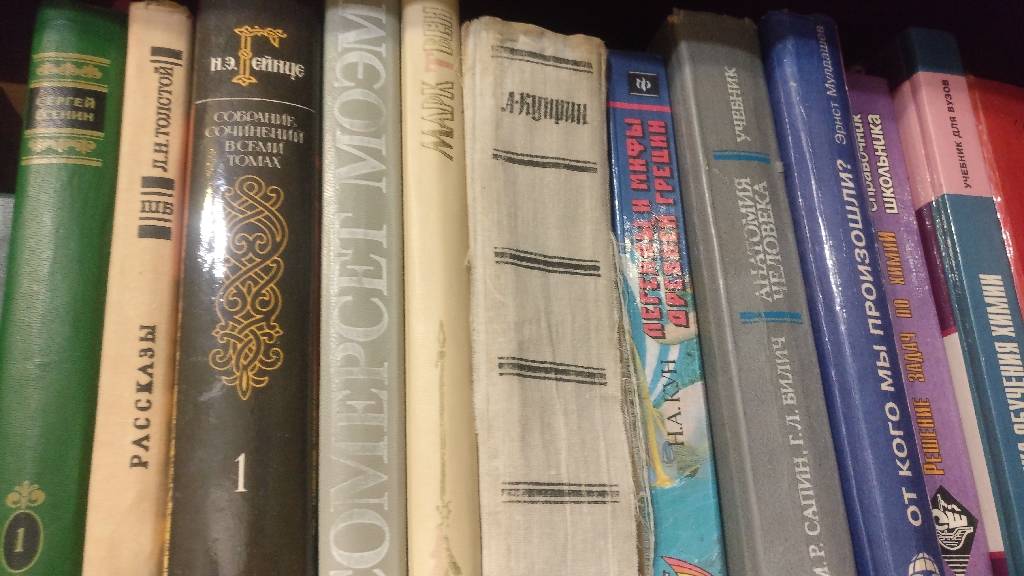 СЕРГЕЙ
ЕСЕНИН
1
Л.Н.ТОЛСТОЙ
ШБ
РАССКАЗЫ
Н.Э. Гейнце
СОБРАНИЕ
СОЧИНЕНИЙ
В СЕМИ
ТОМАХ
1
СОМЕРСЕТ МОЭМ
МАРК ТВЕН
А·Куприн
ЛЕГЕНДЫ И МИФЫ
ДРЕВНЕЙ ГРЕЦИИ
Н.А. КУН
УЧЕБНИК
АНАТОМИЯ
ЧЕЛОВЕКА
М.Р. САПИН, Г.Л. БИЛИЧ
ОТ КОГО МЫ ПРОИЗОШЛИ? Эрнст Мулдашев
СПРАВОЧНИК
ШКОЛЬНИКА
РЕШЕНИЕ ЗАДАЧ ПО ХИМИИ
УЧЕБНИК ДЛЯ ВУЗОВ
ОБУЧЕНИЯ ХИМИИ